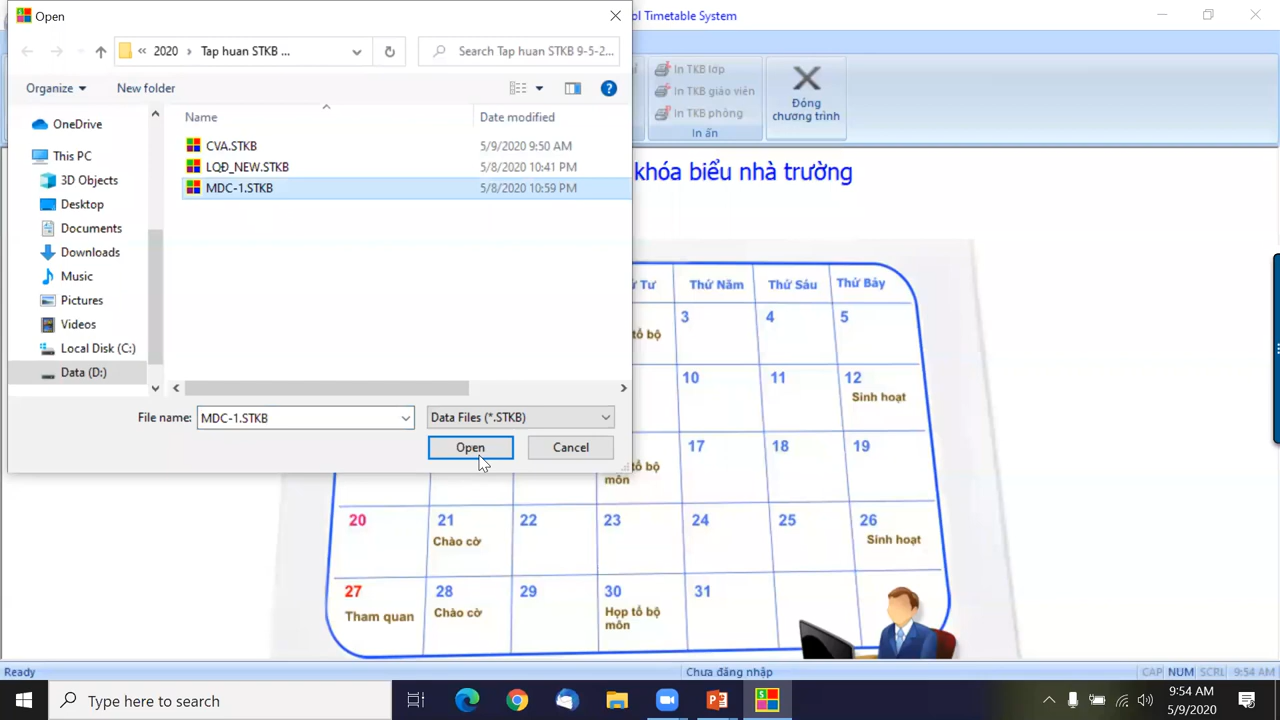 Open
ol Timetable System
2020
Tap huan STKB ...
Search Tap huan STKB 9-5-2...
Organize
New folder
In TKB lớp
In TKB giáo viên
In TKB phòng
In ấn
Đóng
chương trình
Name
Date modified
OneDrive
This PC
3D Objects
Desktop
Documents
Downloads
Music
Pictures
Videos
Local Disk (C:)
Data (D:)
CVA.STKB
5/9/2020 9:50 AM
LQĐ_NEW.STKB
5/8/2020 10:41 PM
MDC-1.STKB
5/8/2020 10:59 PM
File name:
MDC-1.STKB
Data Files (*.STKB)
Open
Cancel
khóa biểu nhà trường
Tư
Thứ Năm
Thứ Sáu
Thứ Bảy
3
4
5
tổ bộ
10
11
12
Sinh hoạt
17
18
19
tổ bộ
môn
20
21
22
23
24
25
26
Chào cờ
Sinh hoạt
27
28
29
30
31
Tham quan
Chào cờ
Họp tổ bộ
môn
Ready
Chưa đăng nhập
CAP
NUM
SCRL
9:54 AM
Type here to search
9:54 AM
5/9/2020